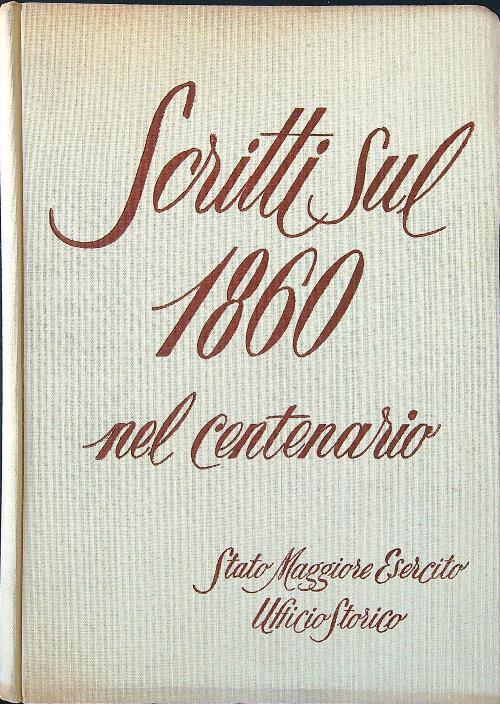 Scritti sul
1860
nel centenario
Stato Maggiore Esercito
Ufficio Storico